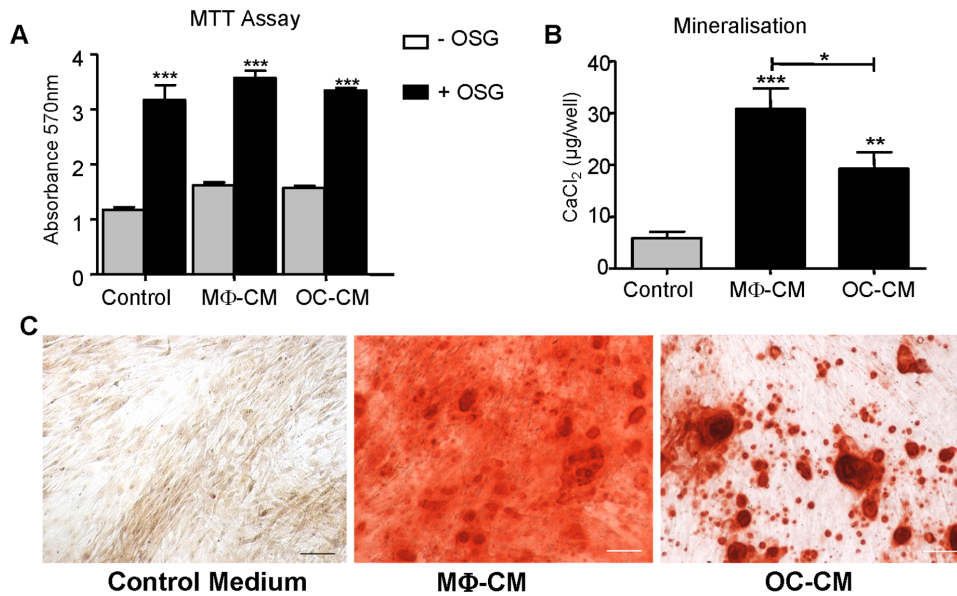 A
MTT Assay
- OSG
+ OSG
Absorbance 570nm
4
3
2
1
0
***
***
***
Control
MΦ-CM
OC-CM
B
Mineralisation
CaCl₂ (µg/well)
40
30
20
10
0
*
***
**
Control
MΦ-CM
OC-CM
C
Control Medium
MΦ-CM
OC-CM